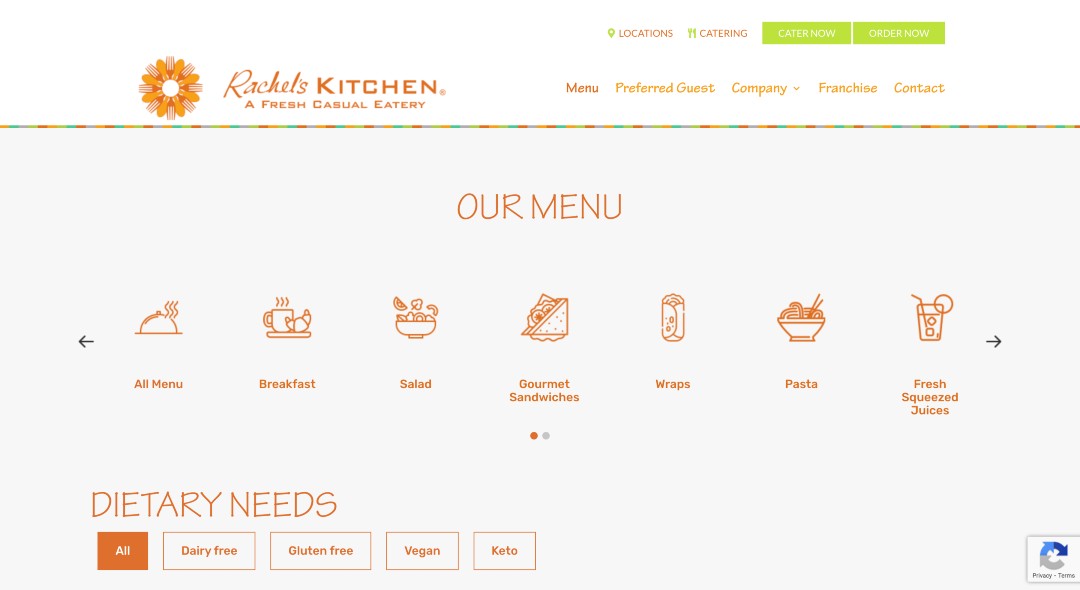 LOCATIONS CATERING CATER NOW ORDER NOW
Rachel's KITCHEN®
A FRESH CASUAL EATERY
Menu Preferred Guest Company Franchise Contact
OUR MENU
All Menu
Breakfast
Salad
Gourmet
Sandwiches
Wraps
Pasta
Fresh
Squeezed
Juices
DIETARY NEEDS
All Dairy free Gluten free Vegan Keto
Privacy - Terms